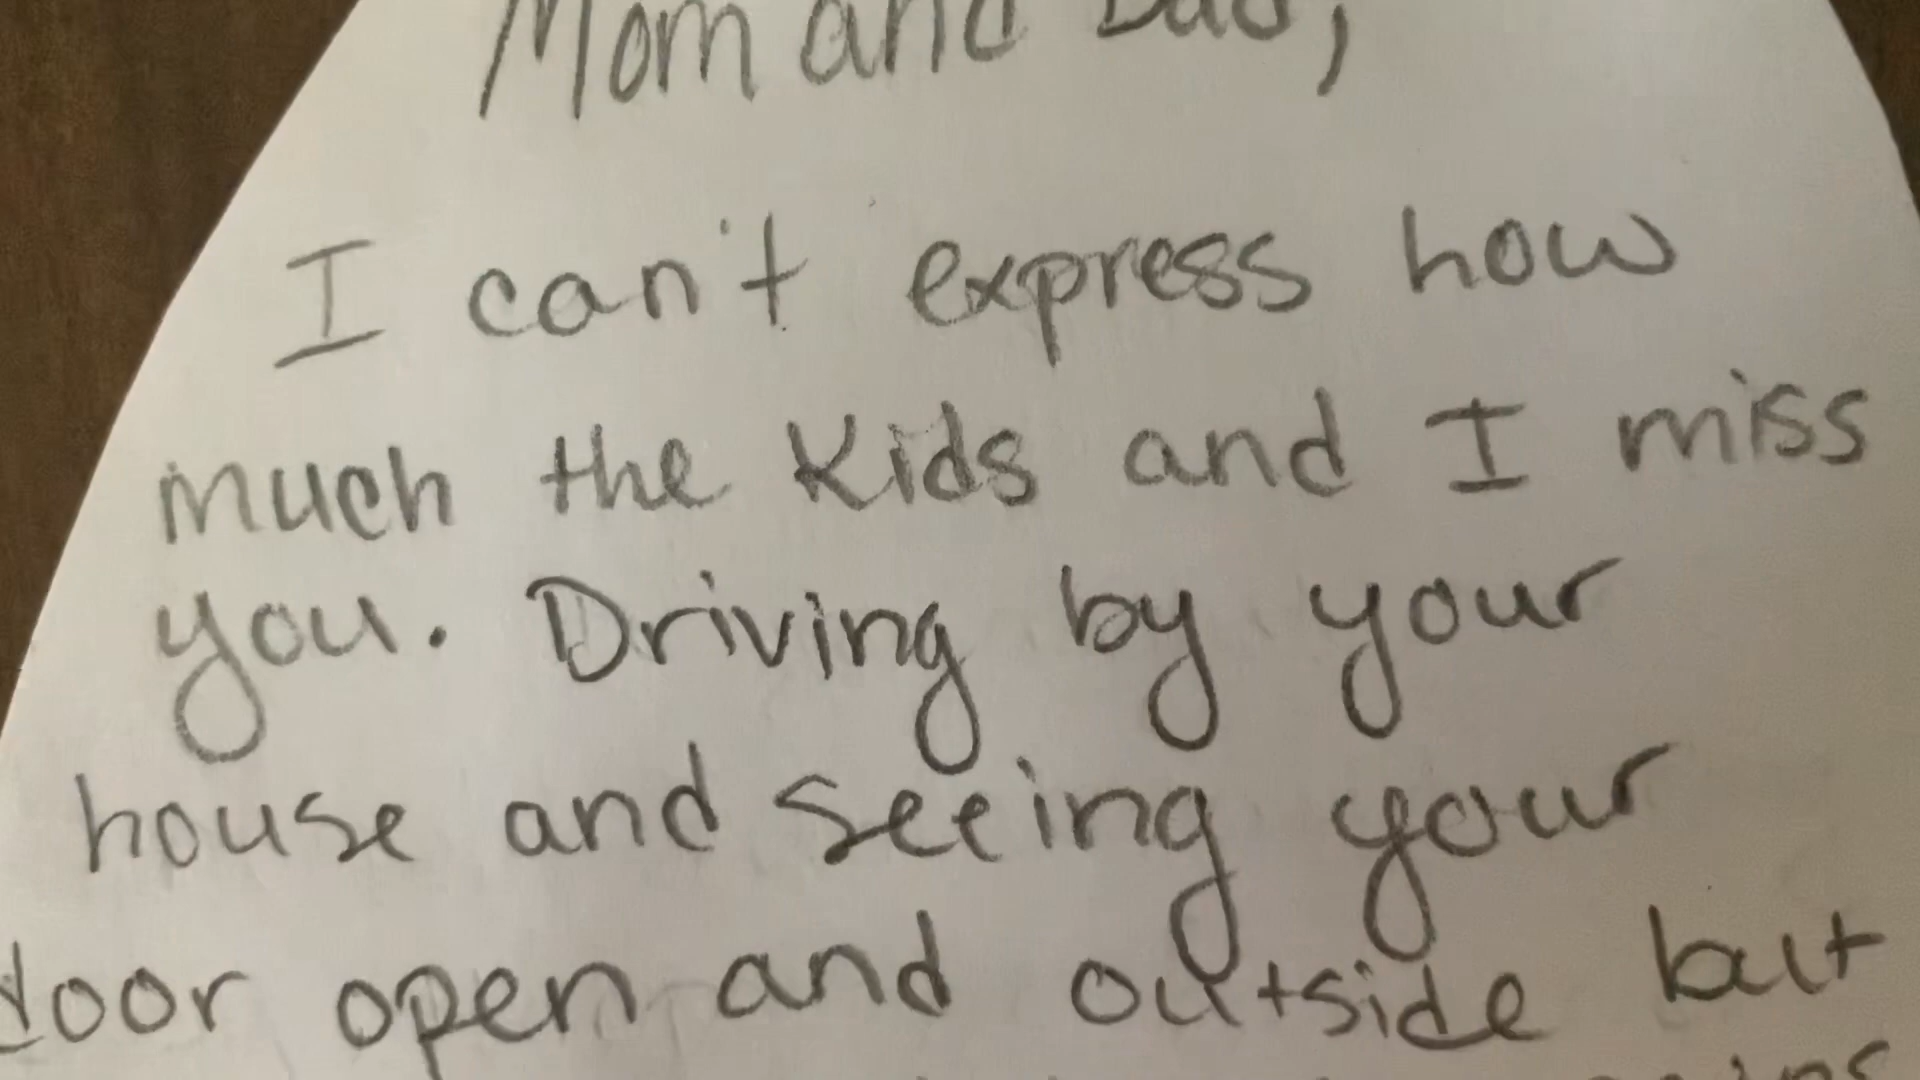 Mom and Dad,
I can't express how
much the kids and I miss
you. Driving by your
house and seeing your
door open and outside but